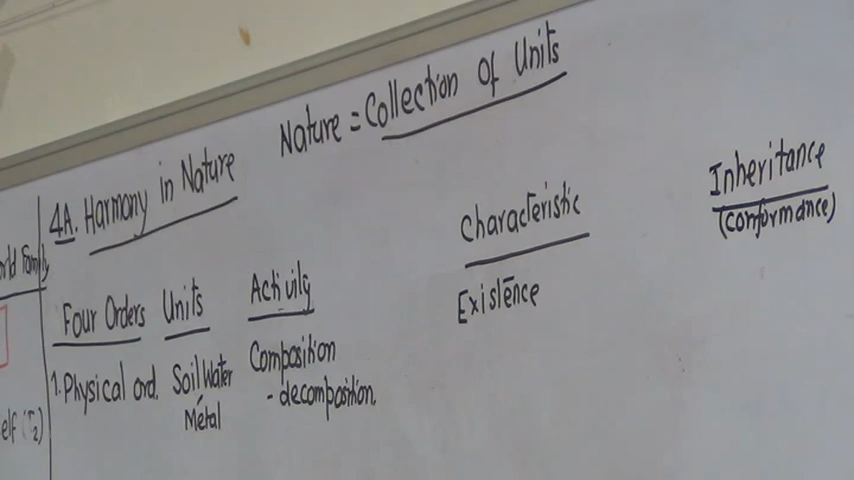 Nature = Collection of Units
4A. Harmony in Nature
Four Orders Units Activity Characteristic Inheritance
(conformance)
1. Physical ord. Soil, Water Composition Existence
Metal - decomposition.
Family